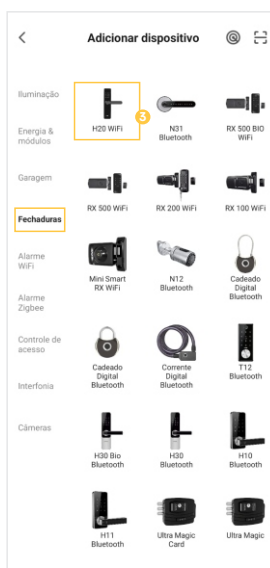 Adicionar dispositivo
Iluminação
Energia &
módulos
Garagem
Fechaduras
Alarme
WiFi
Alarme
Zigbee
Controle de
acesso
Interfonia
Câmeras
H20 WiFi
3
N31
Bluetooth
RX 500 BIO
WiFi
RX 500 WiFi
RX 200 WiFi
RX 100 WiFi
Mini Smart
RX WiFi
N12
Bluetooth
Cadeado
Digital
Bluetooth
Cadeado
Digital
Bluetooth
Corrente
Digital
Bluetooth
T12
Bluetooth
H30 Bio
Bluetooth
H30
Bluetooth
H10
Bluetooth
H11
Bluetooth
Ultra Magic
Card
Ultra Magic